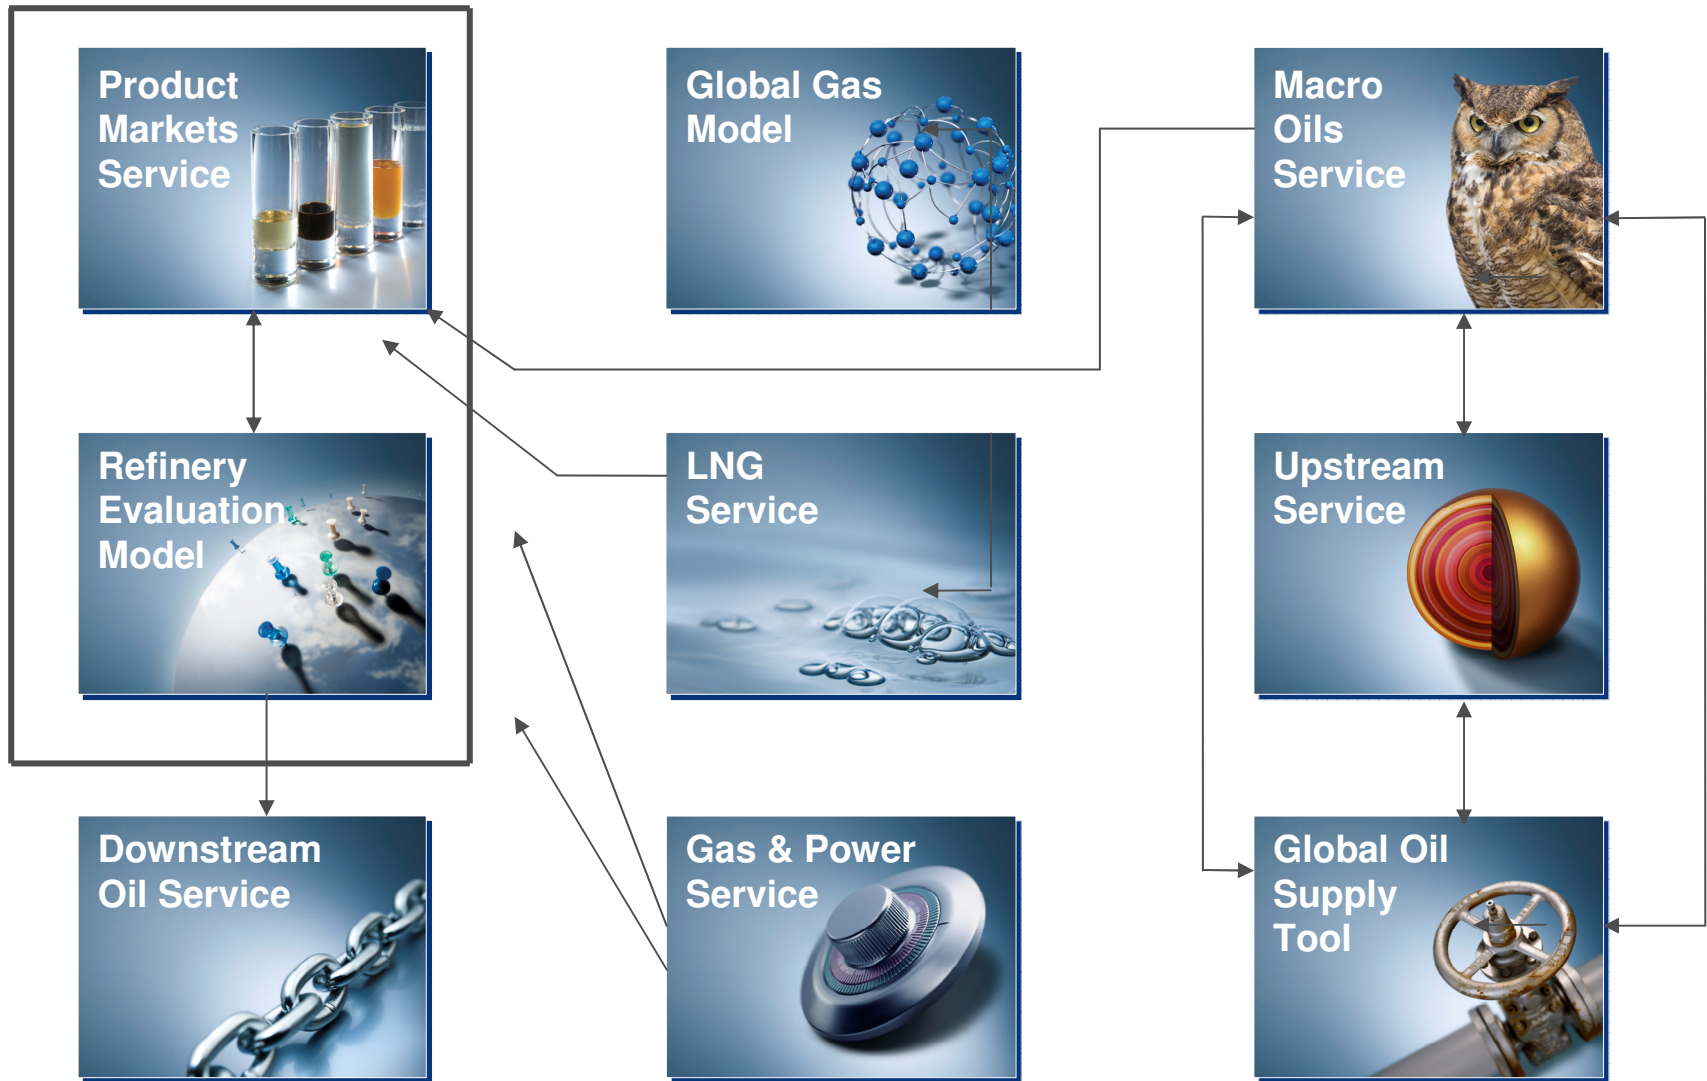 Product
Markets
Service
Global Gas
Model
Macro
Oils
Service
Refinery
Evaluation
Model
LNG
Service
Upstream
Service
Downstream
Oil Service
Gas & Power
Service
Global Oil
Supply
Tool